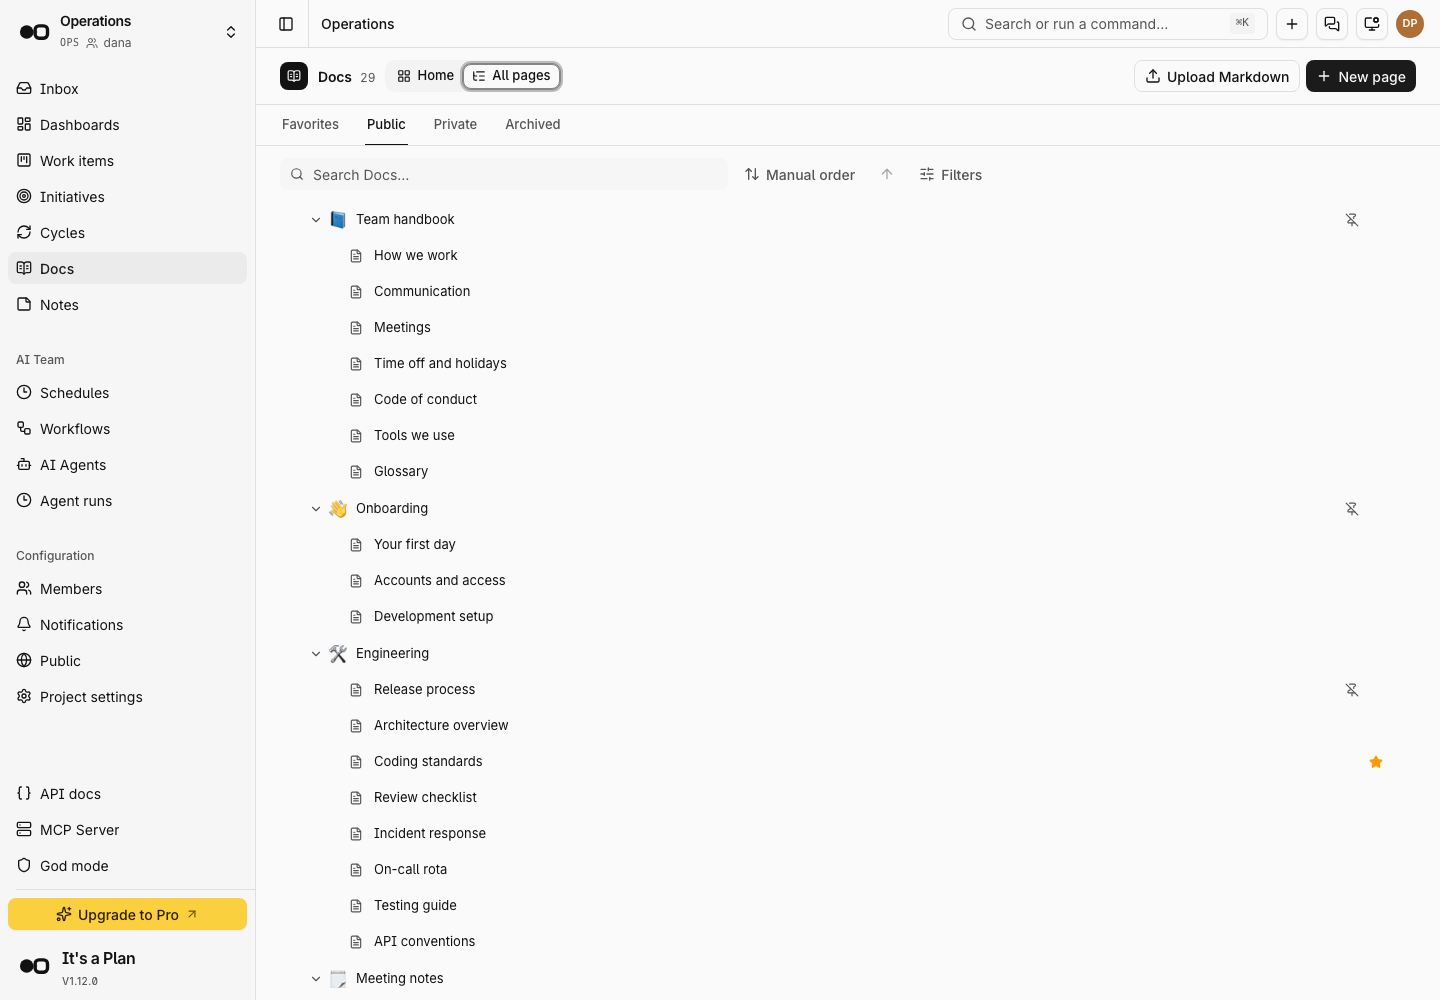 Operations
OPS dana
Inbox
Dashboards
Work items
Initiatives
Cycles
Docs
Notes
AI Team
Schedules
Workflows
AI Agents
Agent runs
Configuration
Members
Notifications
Public
Project settings
API docs
MCP Server
God mode
Upgrade to Pro
It's a Plan
V1.12.0
Operations
Search or run a command...
⌘K
DP
Docs 29
Home
All pages
Upload Markdown
New page
Favorites
Public
Private
Archived
Search Docs...
Manual order
Filters
Team handbook
How we work
Communication
Meetings
Time off and holidays
Code of conduct
Tools we use
Glossary
Onboarding
Your first day
Accounts and access
Development setup
Engineering
Release process
Architecture overview
Coding standards
Review checklist
Incident response
On-call rota
Testing guide
API conventions
Meeting notes